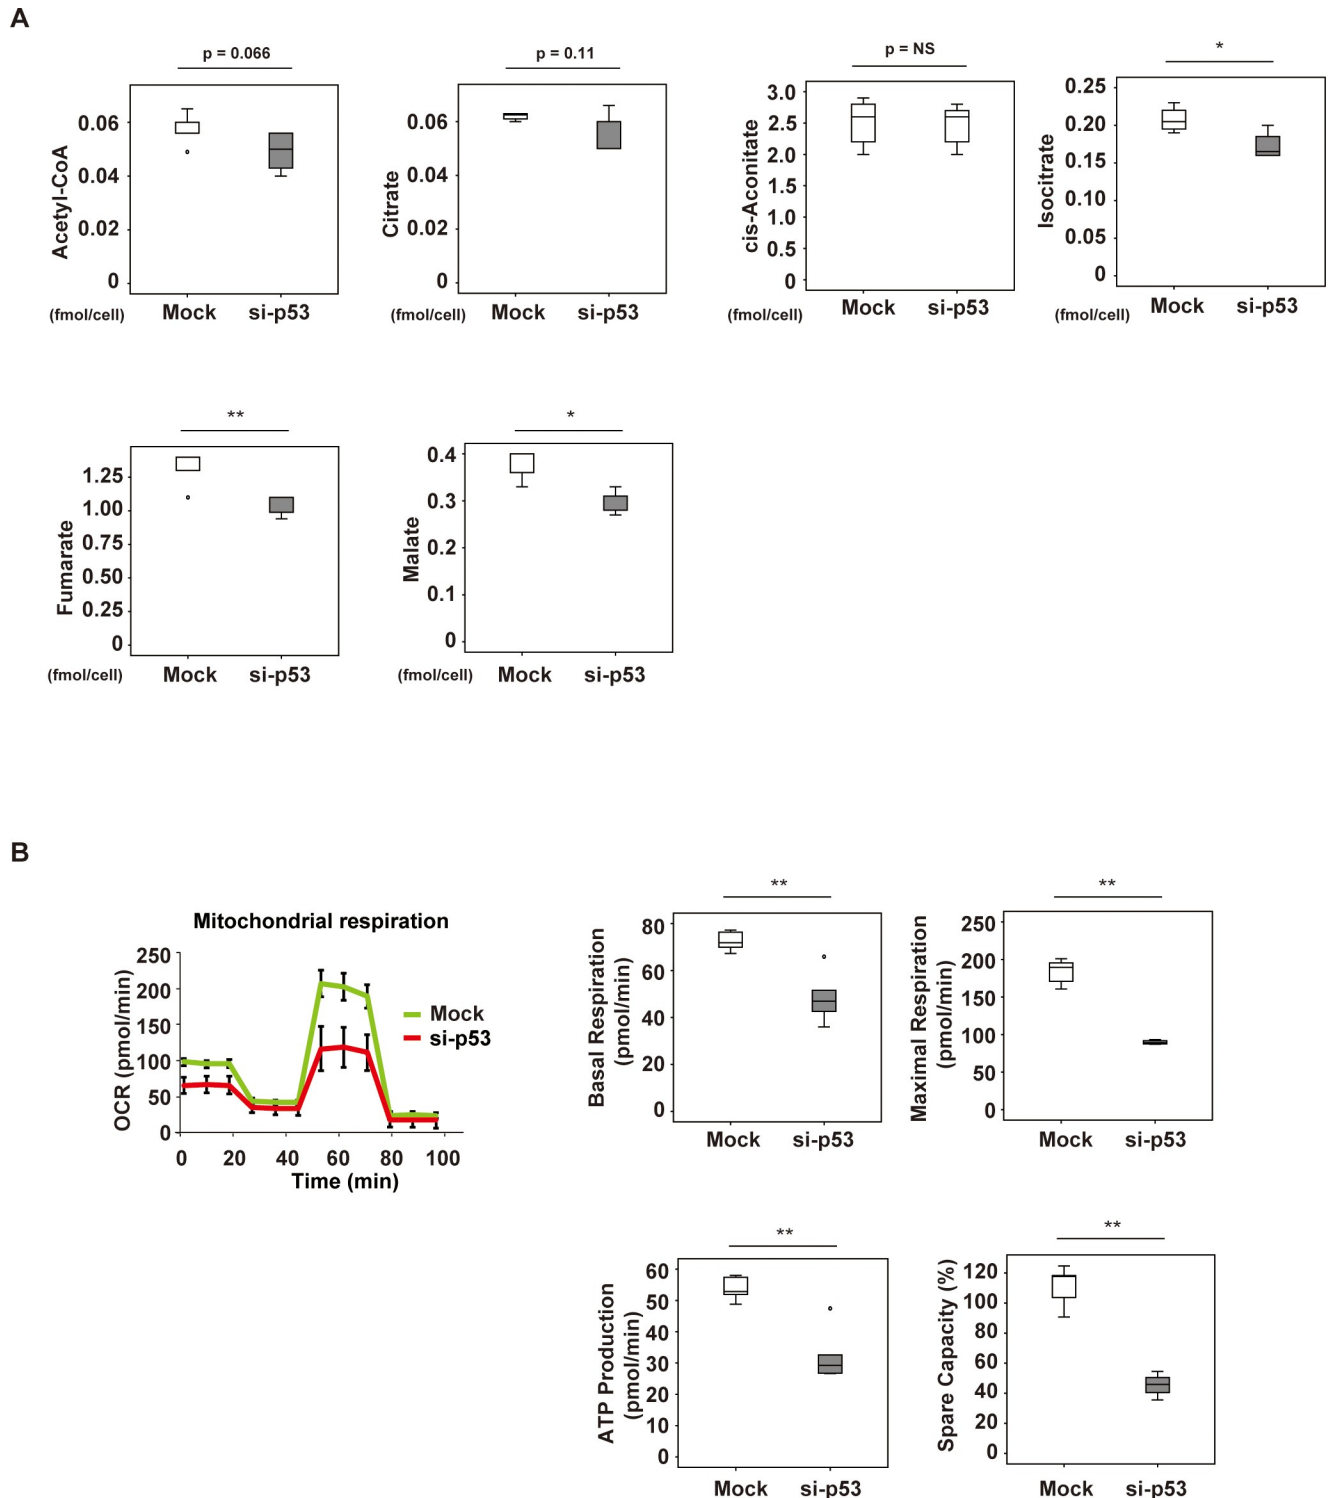 A
p = 0.066
Acetyl-CoA
0.06
0.04
0.02
0
(fmol/cell)
Mock
si-p53
p = 0.11
Citrate
0.06
0.04
0.02
0
(fmol/cell)
Mock
si-p53
p = NS
cis-Aconitate
3.0
2.5
2.0
1.5
1.0
0.5
0
(fmol/cell)
Mock
si-p53
*
Isocitrate
0.25
0.20
0.15
0.10
0.05
0
(fmol/cell)
Mock
si-p53
**
Fumarate
1.25
1.00
0.75
0.50
0.25
0
(fmol/cell)
Mock
si-p53
*
Malate
0.4
0.3
0.2
0.1
0
(fmol/cell)
Mock
si-p53
B
Mitochondrial respiration
OCR (pmol/min)
250
200
150
100
50
0
0 20 40 60 80 100
Time (min)
Mock
si-p53
**
Basal Respiration
(pmol/min)
80
60
40
20
0
Mock
si-p53
**
Maximal Respiration
(pmol/min)
250
200
150
100
50
0
Mock
si-p53
**
ATP Production
(pmol/min)
60
50
40
30
20
10
0
Mock
si-p53
**
Spare Capacity (%)
120
100
80
60
40
20
0
Mock
si-p53